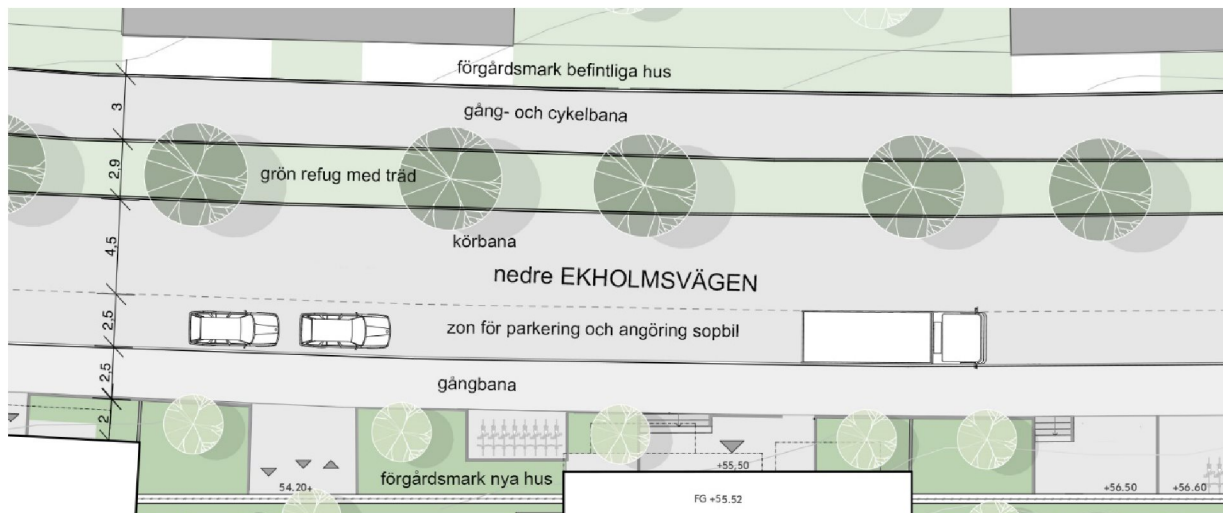 förgårdsmark befintliga hus
3
gång- och cykelbana
2,9
grön refug med träd
4,5
körbana
nedre EKHOLMSVÄGEN
2,5
zon för parkering och angöring sopbil
2,5
gångbana
2
+55,50
förgårdsmark nya hus
54.20+
+56.50
+56.60
FG +55.52